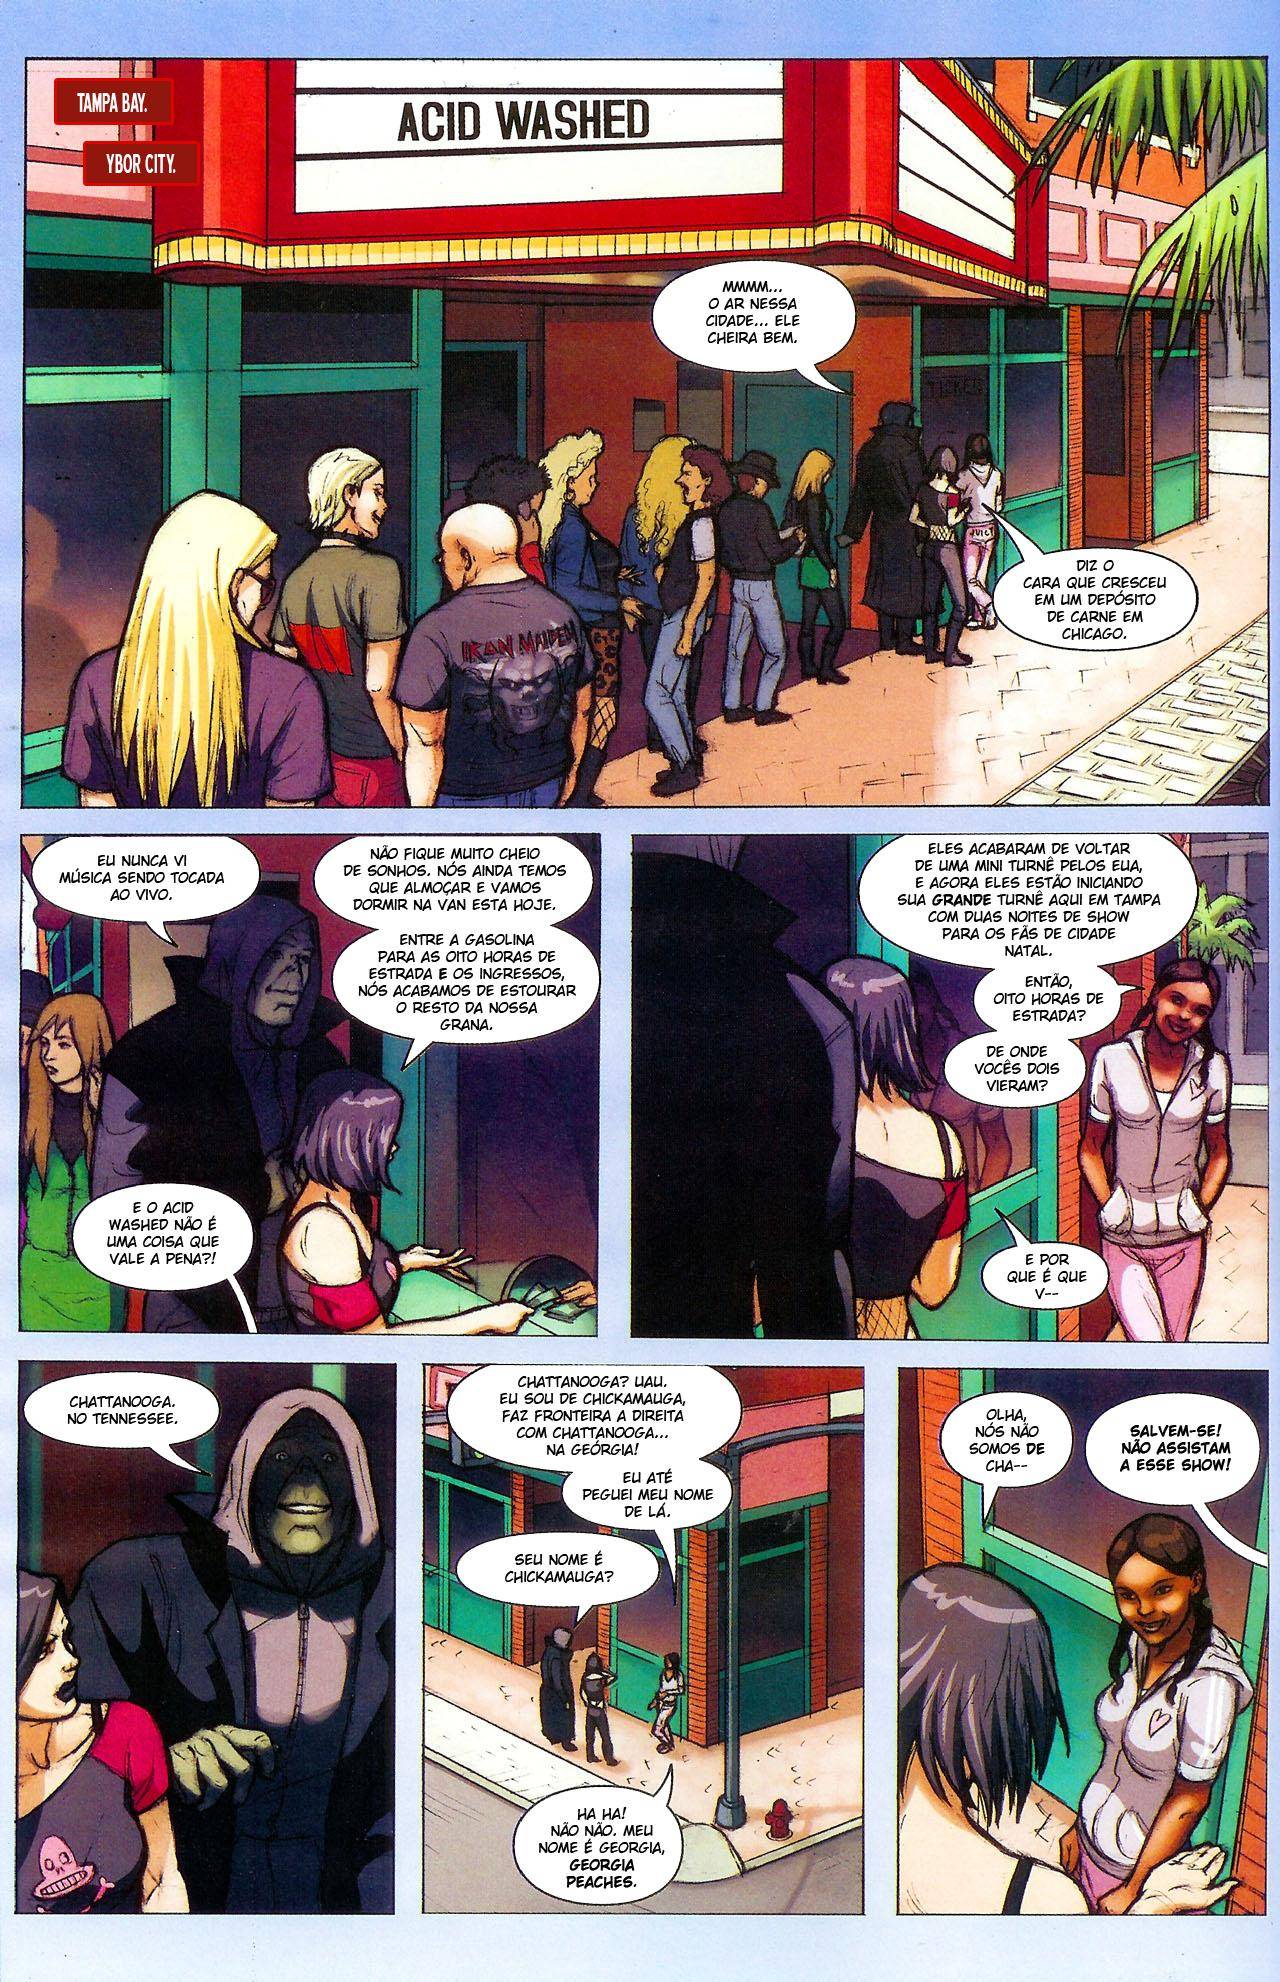 TAMPA BAY.
YBOR CITY.
ACID WASHED
MMMM...
O AR NESSA
CIDADE... ELE
CHEIRA BEM.
TICKETS
DIZ O
CARA QUE CRESCEU
EM UM DEPÓSITO
DE CARNE EM
CHICAGO.
IRAN MAIDEN
EU NUNCA VI
MÚSICA SENDO TOCADA
AO VIVO.
NÃO FIQUE MUITO CHEIO
DE SONHOS. NÓS AINDA TEMOS
QUE ALMOÇAR E VAMOS
DORMIR NA VAN ESTA HOJE.
ENTRE A GASOLINA
PARA AS OITO HORAS DE
ESTRADA E OS INGRESSOS,
NÓS ACABAMOS DE ESTOURAR
O RESTO DA NOSSA
GRANA.
E O ACID
WASHED NÃO É
UMA COISA QUE
VALE A PENA?!
ELES ACABARAM DE VOLTAR
DE UMA MINI TURNÊ PELOS EUA,
E AGORA ELES ESTÃO INICIANDO
SUA GRANDE TURNÊ AQUI EM TAMPA
COM DUAS NOITES DE SHOW
PARA OS FÃS DE CIDADE
NATAL.
ENTÃO,
OITO HORAS DE
ESTRADA?
DE ONDE
VOCÊS DOIS
VIERAM?
E POR
QUE É QUE
V--
CHATTANOOGA.
NO TENNESSEE.
CHATTANOOGA? UAU.
EU SOU DE CHICKAMAUGA,
FAZ FRONTEIRA A DIREITA
COM CHATTANOOGA...
NA GEÓRGIA!
EU ATÉ
PEGUEI MEU NOME
DE LÁ.
SEU NOME É
CHICKAMAUGA?
HA HA!
NÃO NÃO. MEU
NOME É GEORGIA,
GEORGIA
PEACHES.
OLHA,
NÓS NÃO
SOMOS DE
CHA--
SALVEM-SE!
NÃO ASSISTAM
A ESSE SHOW!